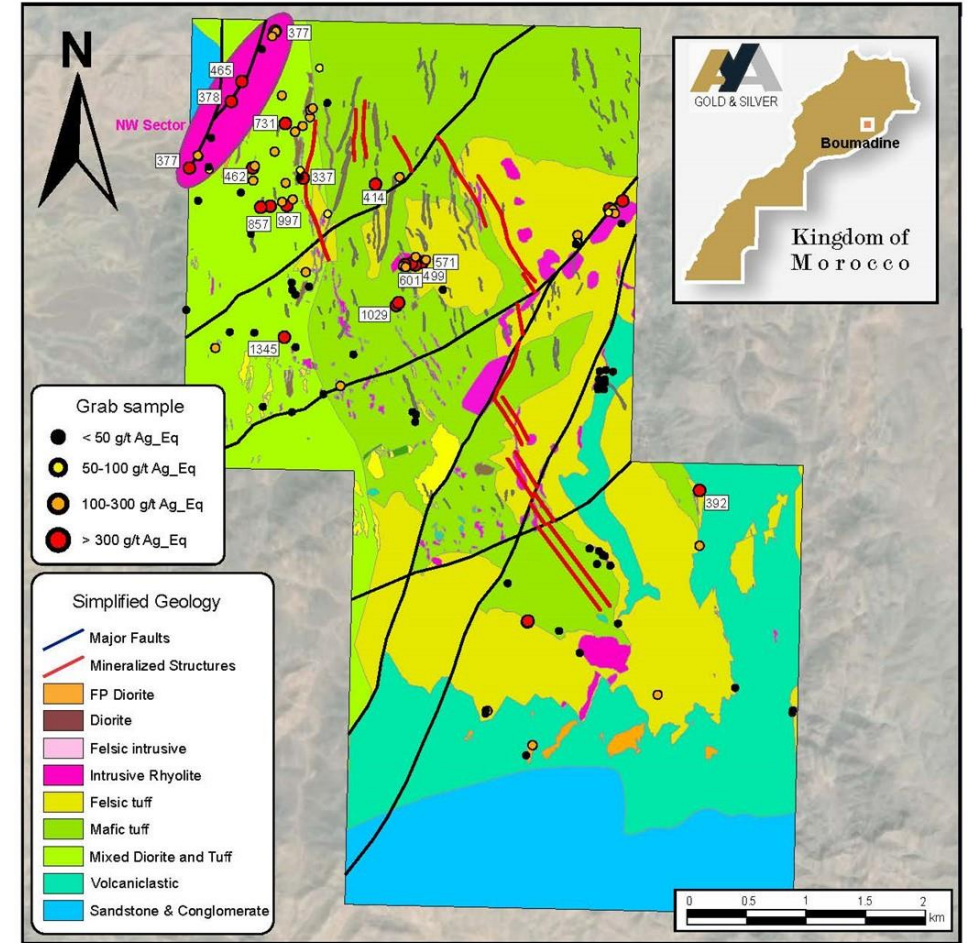 N
377
465
378
NW Sector
731
377
462
337
414
857
997
571
499
601
1029
1345
392
AYA
GOLD & SILVER
Boumadine
Kingdom of
Morocco
Grab sample
< 50 g/t Ag_Eq
50-100 g/t Ag_Eq
100-300 g/t Ag_Eq
> 300 g/t Ag_Eq
Simplified Geology
Major Faults
Mineralized Structures
FP Diorite
Diorite
Felsic intrusive
Intrusive Rhyolite
Felsic tuff
Mafic tuff
Mixed Diorite and Tuff
Volcaniclastic
Sandstone & Conglomerate
0 0.5 1 1.5 2
km